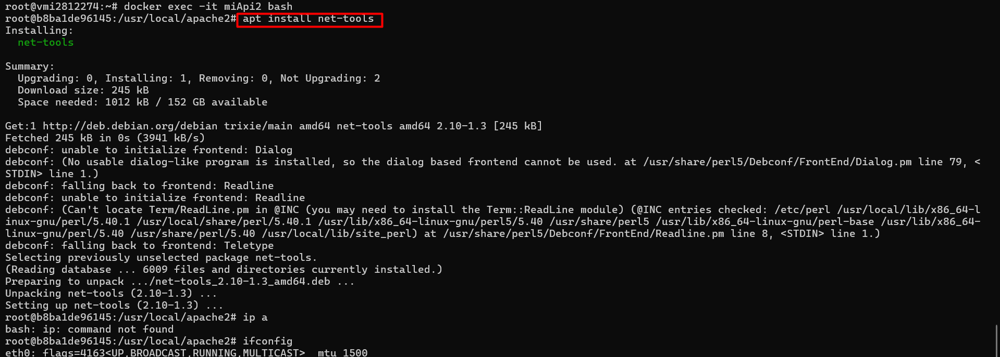 root@vmi2812274:~# docker exec -it miApi2 bash
root@b8ba1de96145:/usr/local/apache2# apt install net-tools
Installing:
  net-tools

Summary:
  Upgrading: 0, Installing: 1, Removing: 0, Not Upgrading: 2
  Download size: 245 kB
  Space needed: 1012 kB / 152 GB available

Get:1 http://deb.debian.org/debian trixie/main amd64 net-tools amd64 2.10-1.3 [245 kB]
Fetched 245 kB in 0s (3941 kB/s)
debconf: unable to initialize frontend: Dialog
debconf: (No usable dialog-like program is installed, so the dialog based frontend cannot be used. at /usr/share/perl5/Debconf/FrontEnd/Dialog.pm line 79, <
STDIN> line 1.)
debconf: falling back to frontend: Readline
debconf: unable to initialize frontend: Readline
debconf: (Can't locate Term/ReadLine.pm in @INC (you may need to install the Term::ReadLine module) (@INC entries checked: /etc/perl /usr/local/lib/x86_64-l
inux-gnu/perl/5.40.1 /usr/local/share/perl/5.40.1 /usr/lib/x86_64-linux-gnu/perl5/5.40 /usr/share/perl5 /usr/lib/x86_64-linux-gnu/perl-base /usr/lib/x86_64-
linux-gnu/perl/5.40 /usr/share/perl/5.40 /usr/local/lib/site_perl) at /usr/share/perl5/Debconf/FrontEnd/Readline.pm line 8, <STDIN> line 1.)
debconf: falling back to frontend: Teletype
Selecting previously unselected package net-tools.
(Reading database ... 6009 files and directories currently installed.)
Preparing to unpack .../net-tools_2.10-1.3_amd64.deb ...
Unpacking net-tools (2.10-1.3) ...
Setting up net-tools (2.10-1.3) ...
root@b8ba1de96145:/usr/local/apache2# ip a
bash: ip: command not found
root@b8ba1de96145:/usr/local/apache2# ifconfig
eth0: flags=4163<UP,BROADCAST,RUNNING,MULTICAST>  mtu 1500